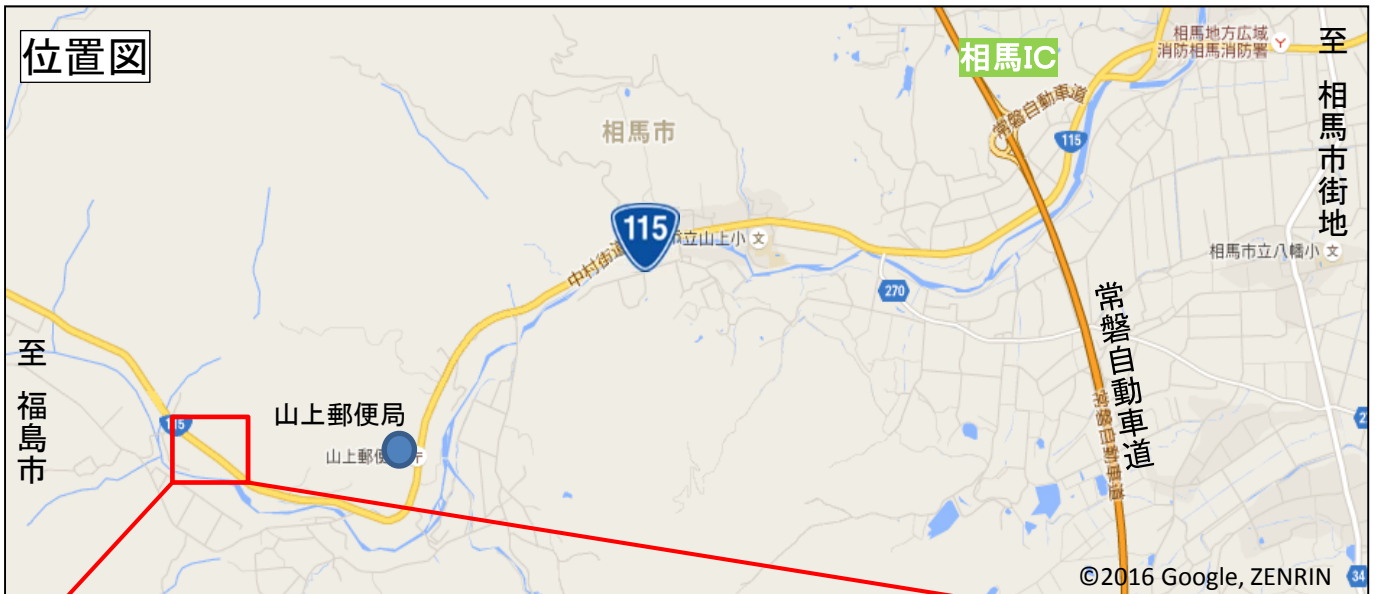 位置図
相馬IC
相馬地方広域
消防相馬消防署
至 相馬市街地
常磐自動車道
115
相馬市
115
市立山上小
文
中村街道
相馬市立八幡小
文
270
常磐自動車道
常磐自動車道
至 福島市
115
山上郵便局
山上郵便
34
©2016 Google, ZENRIN